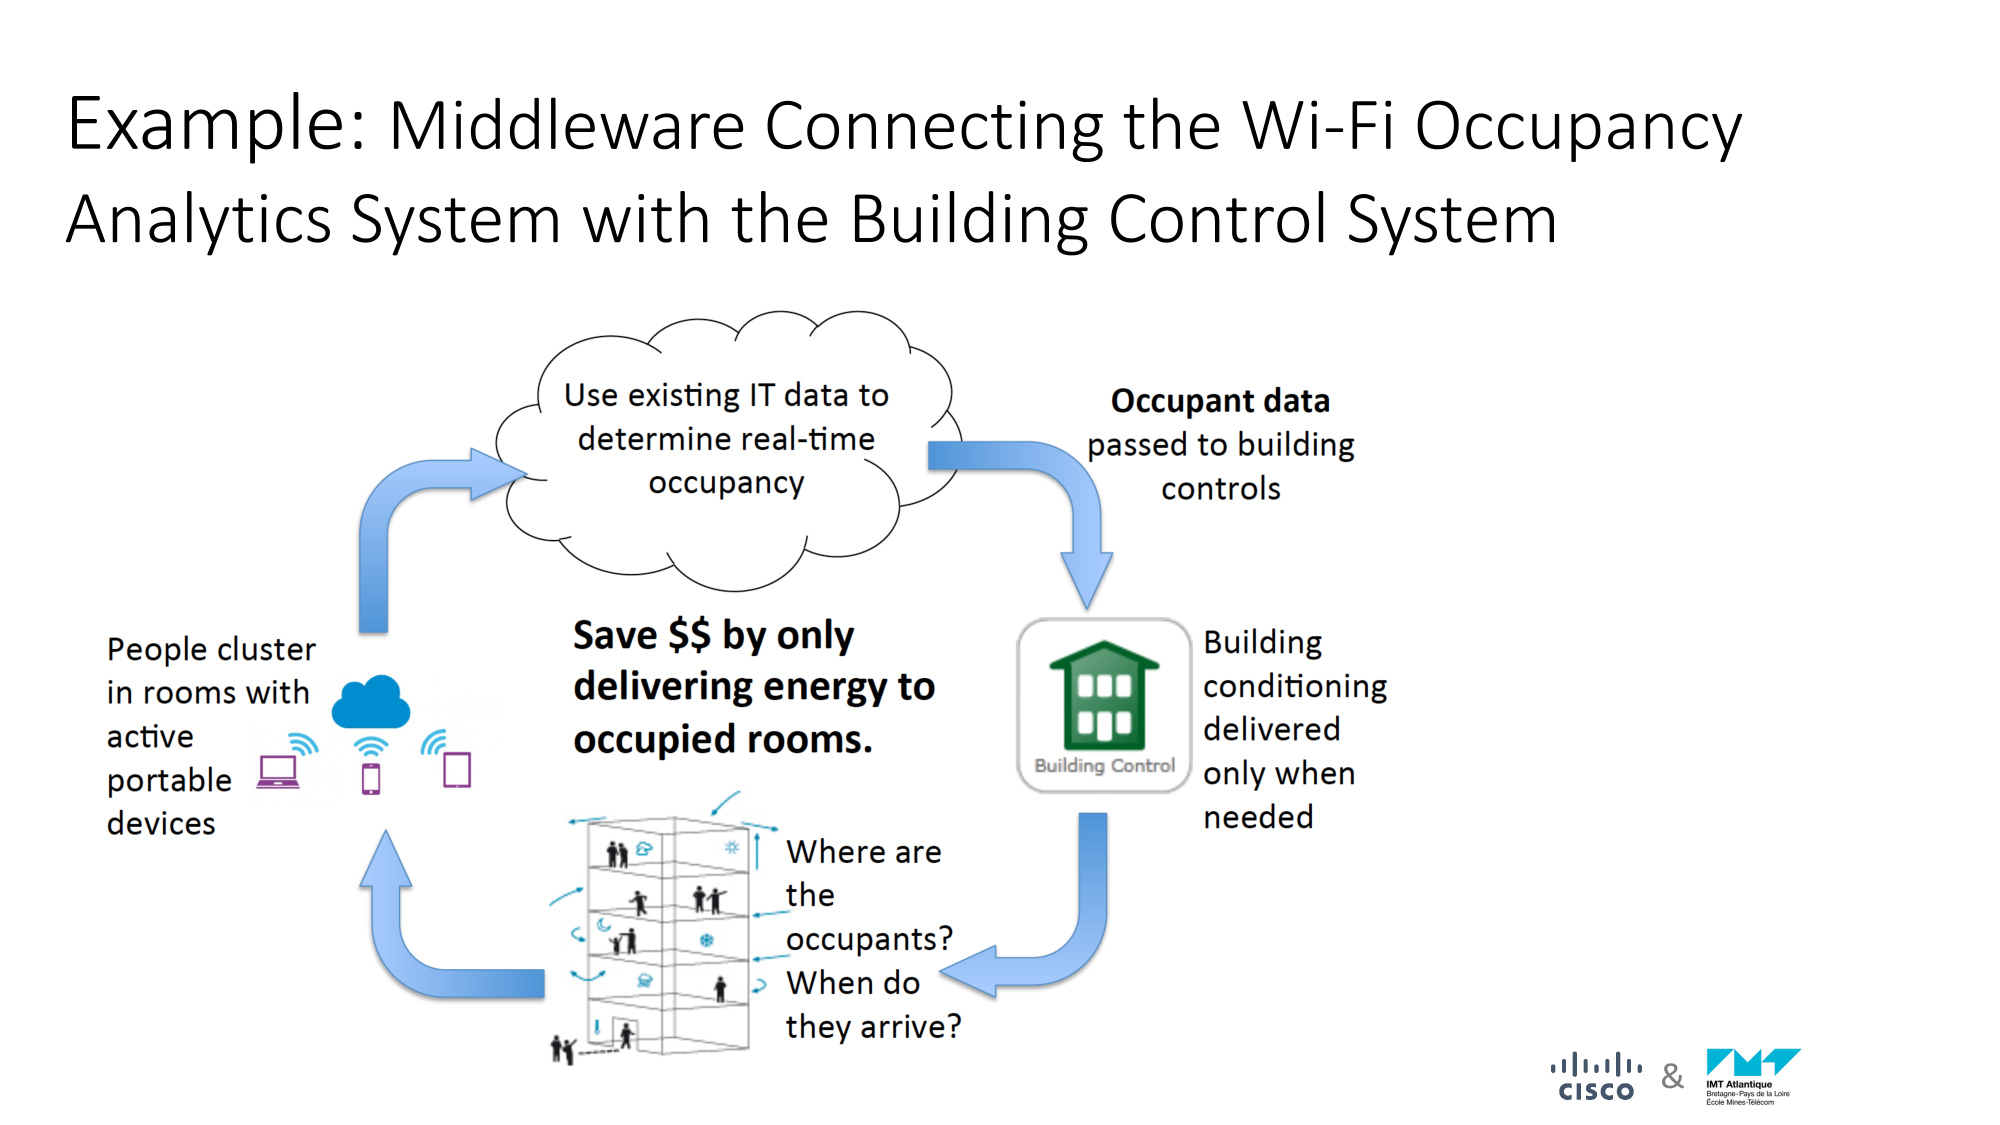 Example: Middleware Connecting the Wi-Fi Occupancy
Analytics System with the Building Control System
Use existing IT data to
determine real-time
occupancy
Occupant data
passed to building
controls
People cluster
in rooms with
active
portable
devices
Save $$ by only
delivering energy to
occupied rooms.
Building Control
Building
conditioning
delivered
only when
needed
Where are
the
occupants?
When do
they arrive?
CISCO
&
IMT Atlantique
Bretagne-Pays de la Loire
École Mines-Télécom